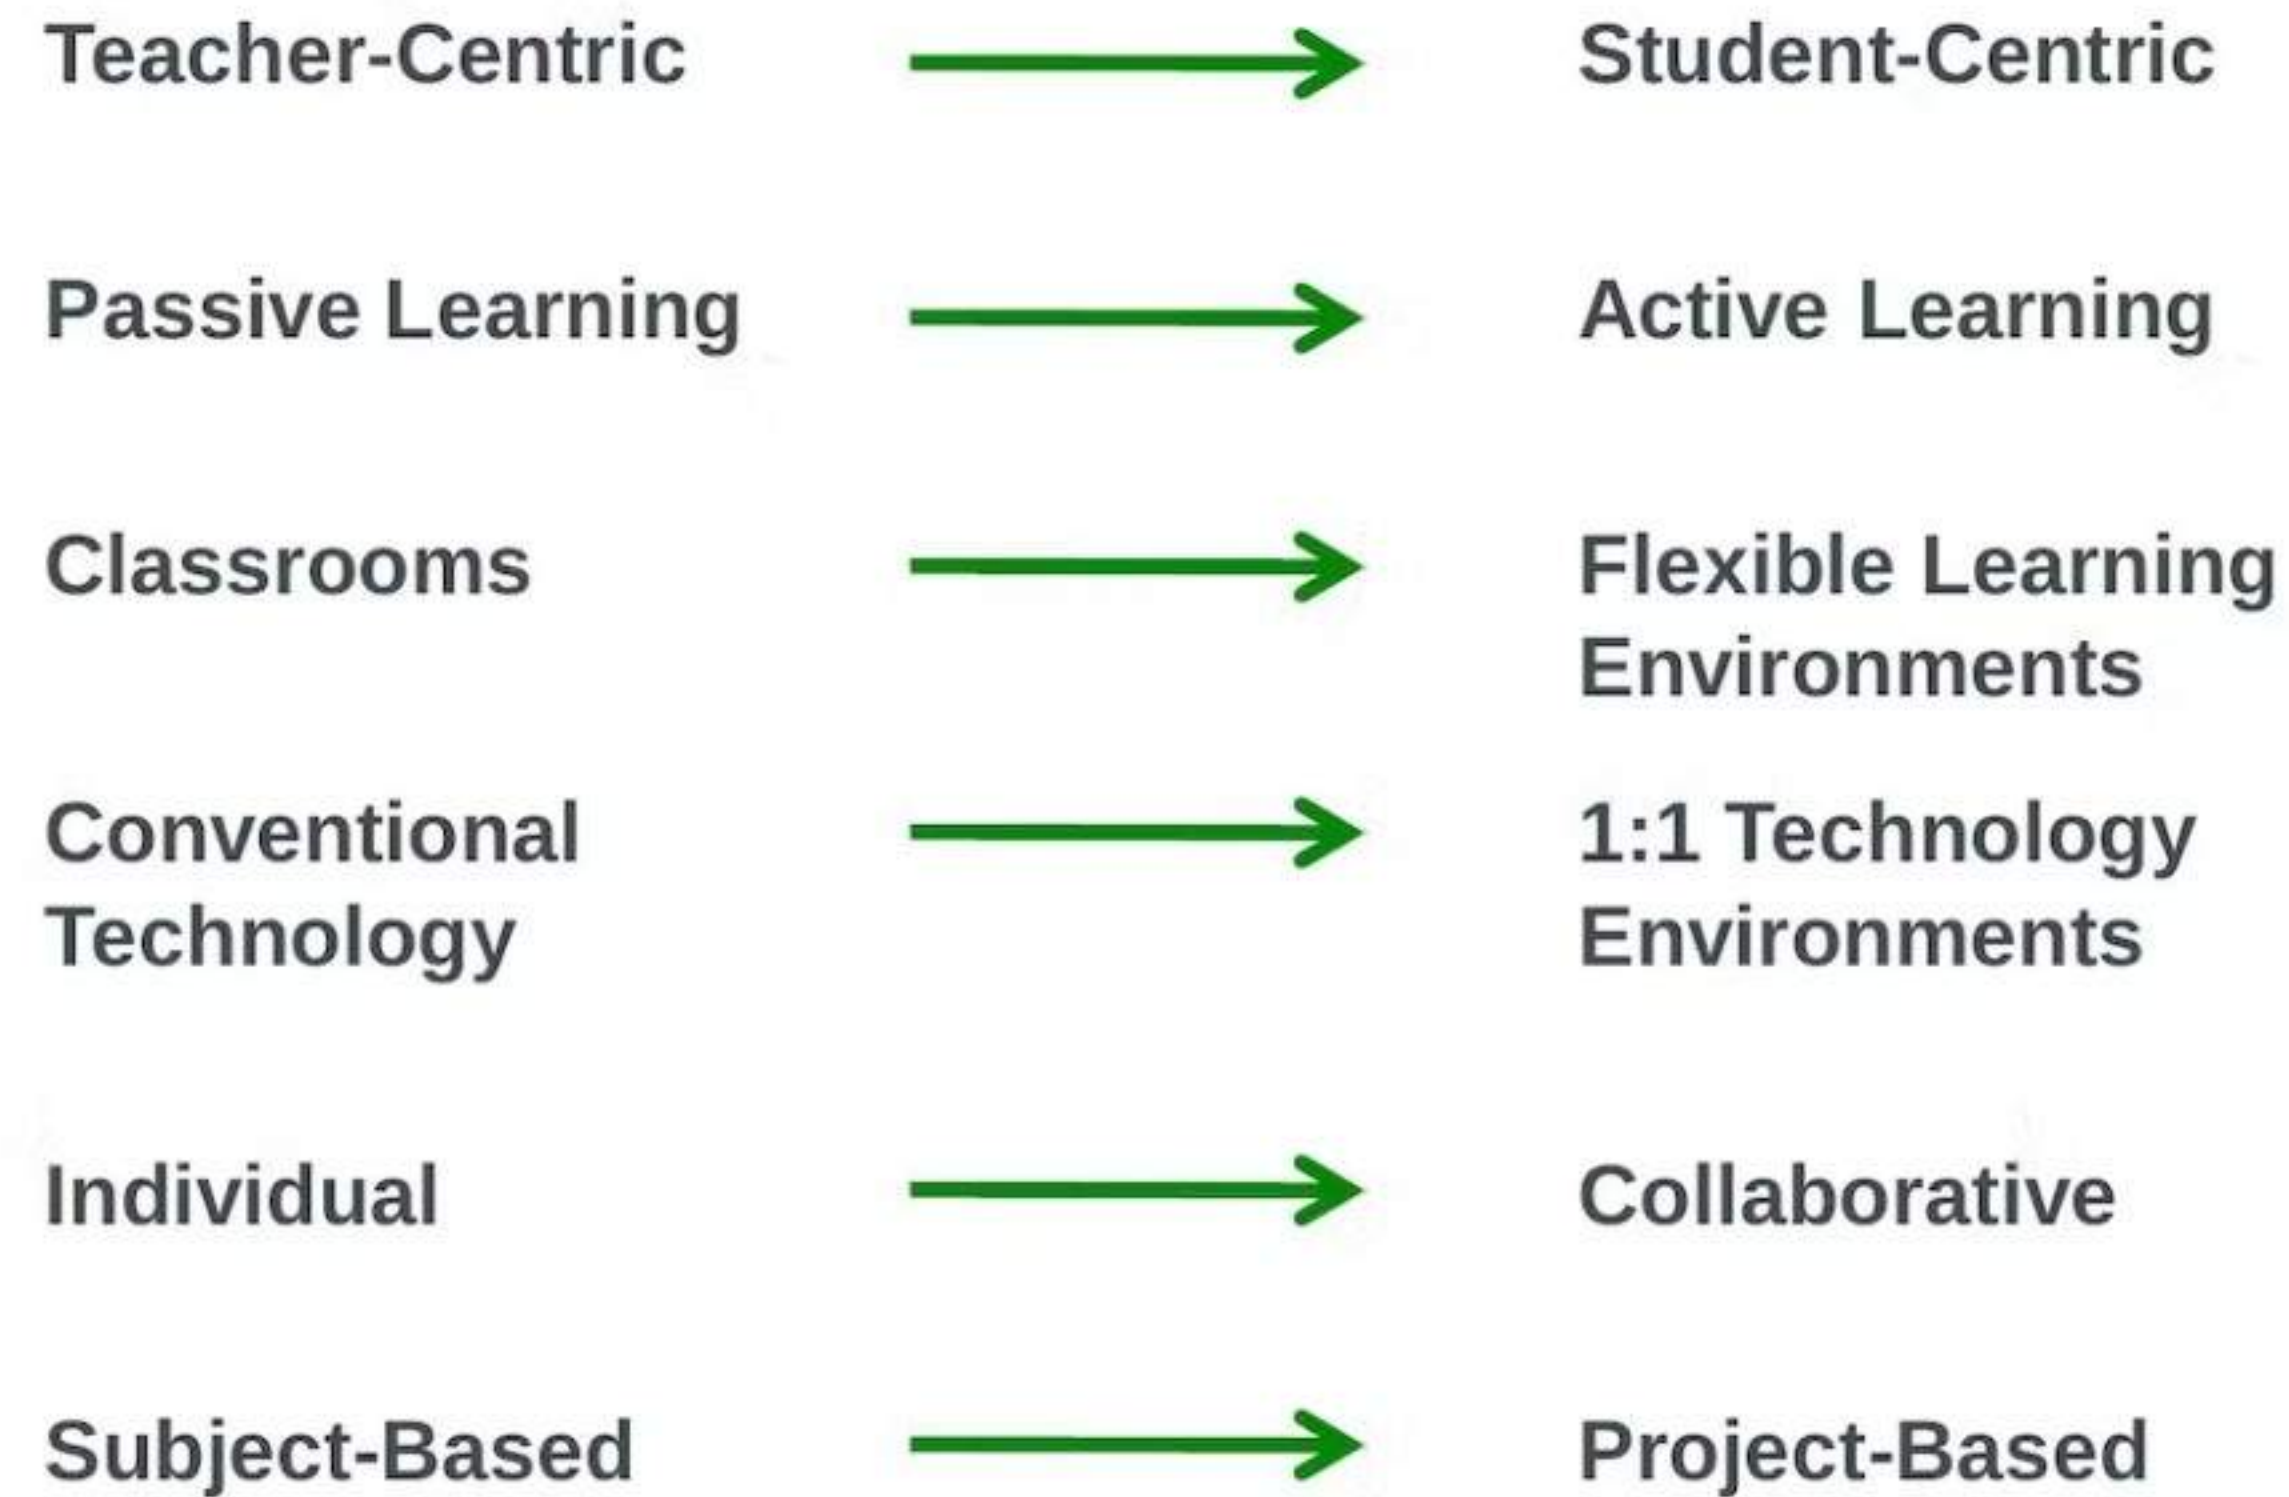 Teacher-Centric
Student-Centric
Passive Learning
Active Learning
Classrooms
Flexible Learning
Environments
Conventional
Technology
1:1 Technology
Environments
Individual
Collaborative
Subject-Based
Project-Based